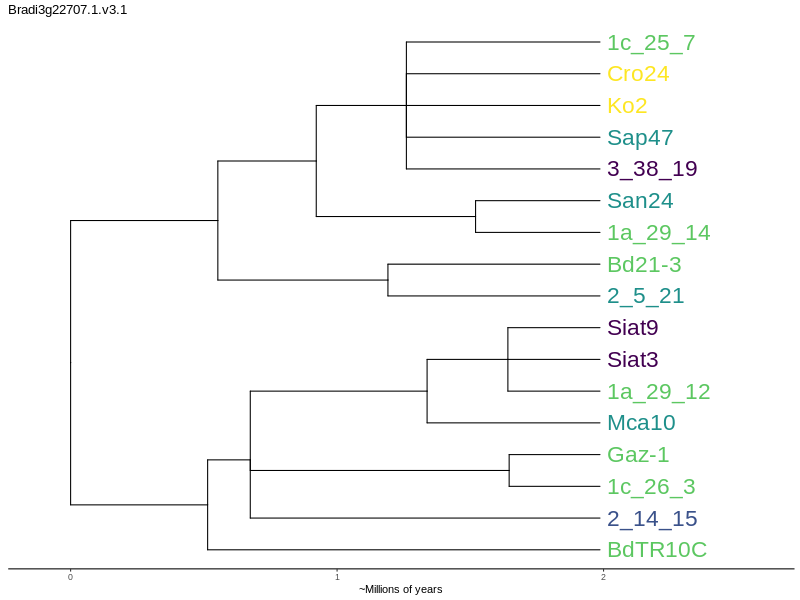 Bradi3g22707.1.v3.1
1c_25_7
Cro24
Ko2
Sap47
3_38_19
San24
1a_29_14
Bd21-3
2_5_21
Siat9
Siat3
1a_29_12
Mca10
Gaz-1
1c_26_3
2_14_15
BdTR10C
0 1 2
~Millions of years